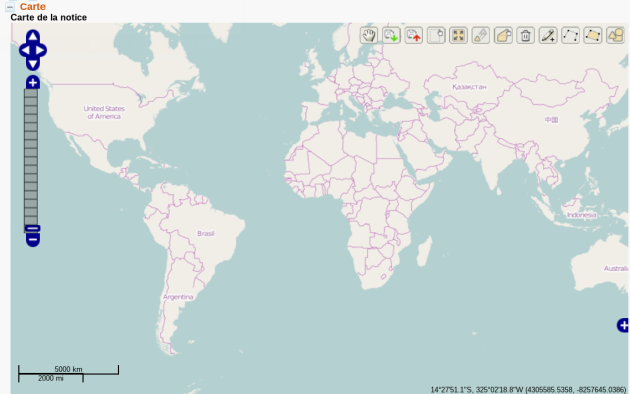 Carte
Carte de la notice
Қазақстан
United States
of America
中国
Indonesia
Brasil
Australi
Argentina
5000 km
2000 mi
14°27'51.1"S, 325°02'18.8"W (4305585.5358, -8257645.0386)